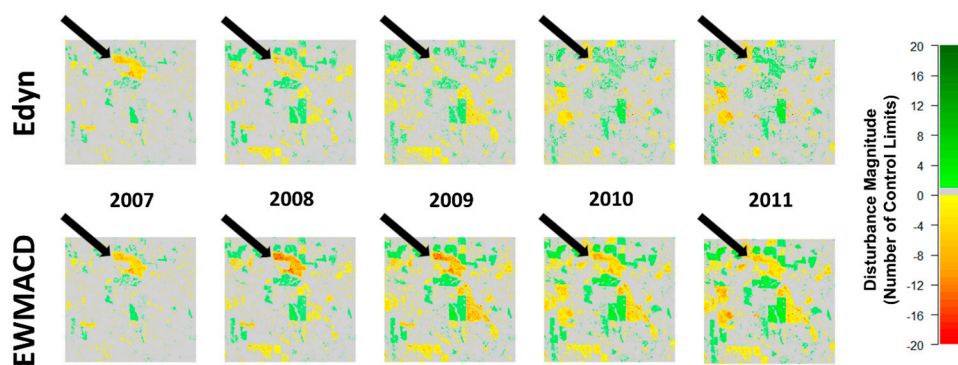 Edyn
2007 2008 2009 2010 2011
EWMACD
Disturbance Magnitude
(Number of Control Limits)
20
16
12
8
4
0
-4
-8
-12
-16
-20